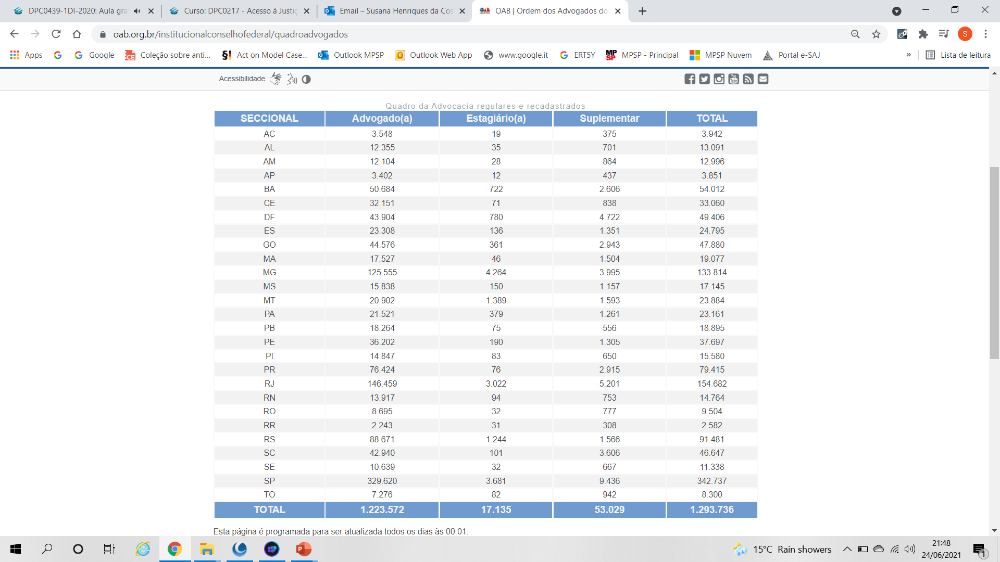 DPC0439-1DI-2020: Aula gra
Curso: DPC0217 - Acesso à Justiç
Email – Susana Henriques da Cos
OAB | Ordem dos Advogados do
oab.org.br/institucionalconselhofederal/quadroadvogados
S
Apps
Google
Coleção sobre anti...
Act on Model Case...
Outlook MPSP
Outlook Web App
www.google.it
ERT5Y
MPSP - Principal
MPSP Nuvem
Portal e-SAJ
»
Lista de leitura
Acessibilidade
Quadro da Advocacia regulares e recadastrados
SECCIONAL Advogado(a) Estagiário(a) Suplementar TOTAL
AC 3.548 19 375 3.942
AL 12.355 35 701 13.091
AM 12.104 28 864 12.996
AP 3.402 12 437 3.851
BA 50.684 722 2.606 54.012
CE 32.151 71 838 33.060
DF 43.904 780 4.722 49.406
ES 23.308 136 1.351 24.795
GO 44.576 361 2.943 47.880
MA 17.527 46 1.504 19.077
MG 125.555 4.264 3.995 133.814
MS 15.838 150 1.157 17.145
MT 20.902 1.389 1.593 23.884
PA 21.521 379 1.261 23.161
PB 18.264 75 556 18.895
PE 36.202 190 1.305 37.697
PI 14.847 83 650 15.580
PR 76.424 76 2.915 79.415
RJ 146.459 3.022 5.201 154.682
RN 13.917 94 753 14.764
RO 8.695 32 777 9.504
RR 2.243 31 308 2.582
RS 88.671 1.244 1.566 91.481
SC 42.940 101 3.606 46.647
SE 10.639 32 667 11.338
SP 329.620 3.681 9.436 342.737
TO 7.276 82 942 8.300
TOTAL 1.223.572 17.135 53.029 1.293.736
Esta página é programada para ser atualizada todos os dias às 00:01.
15°C Rain showers
21:48
24/06/2021
1